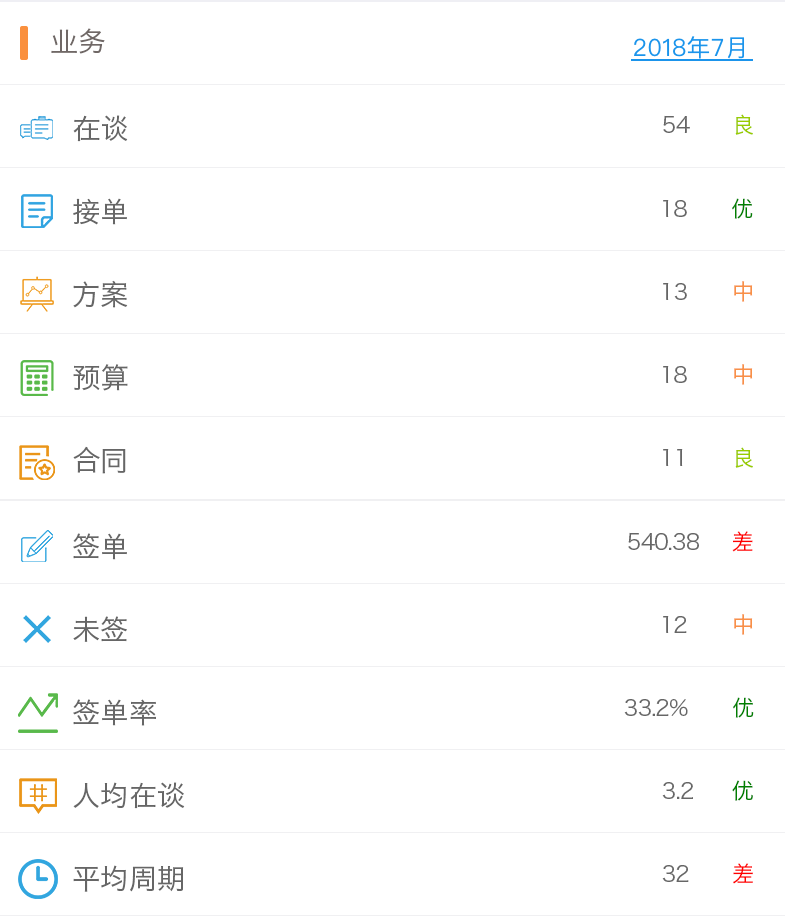 业务 2018年7月
在谈 54 良
接单 18 优
方案 13 中
预算 18 中
合同 11 良
签单 540.38 差
未签 12 中
签单率 33.2% 优
人均在谈 3.2 优
平均周期 32 差